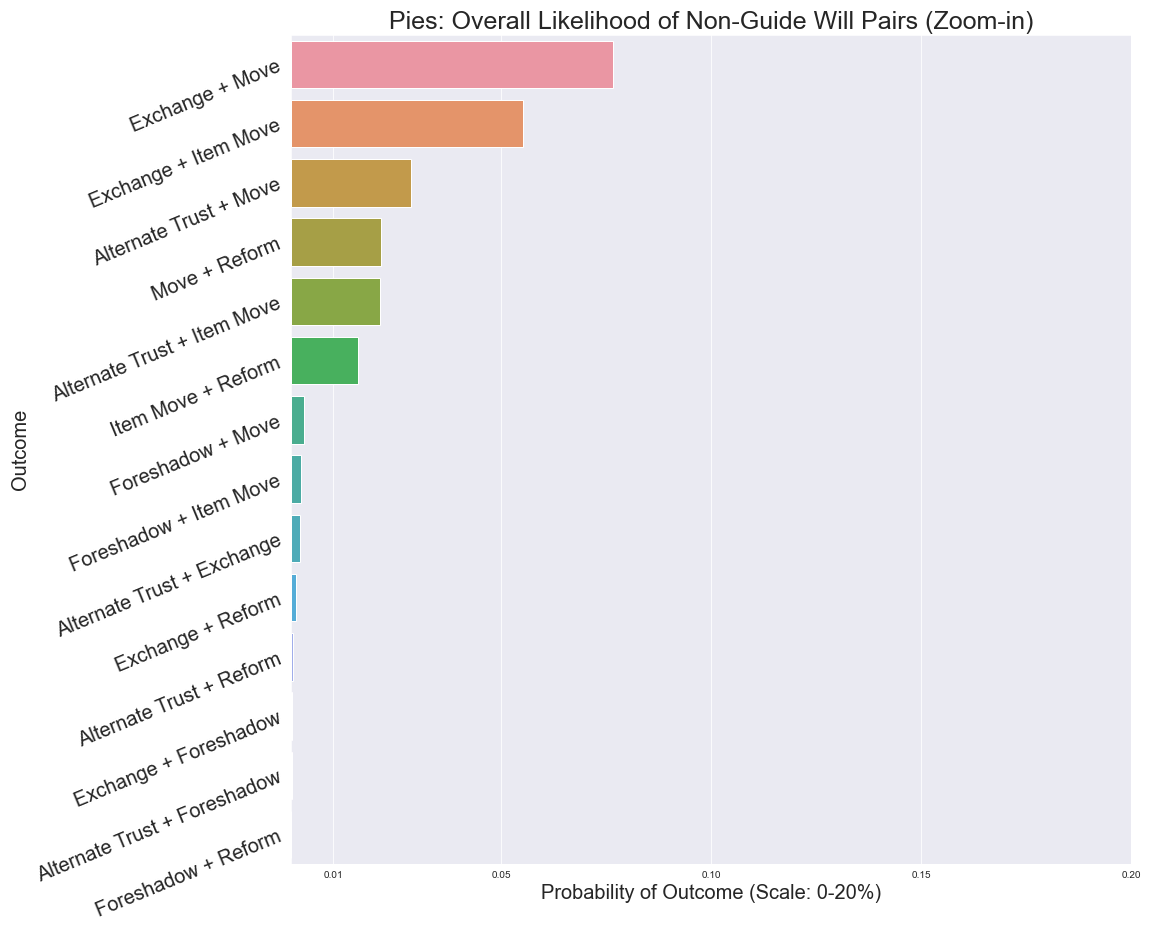 Pies: Overall Likelihood of Non-Guide Will Pairs (Zoom-in)
Exchange + Move
Exchange + Item Move
Alternate Trust + Move
Move + Reform
Alternate Trust + Item Move
Item Move + Reform
Foreshadow + Move
Foreshadow + Item Move
Alternate Trust + Exchange
Exchange + Reform
Alternate Trust + Reform
Exchange + Foreshadow
Alternate Trust + Foreshadow
Foreshadow + Reform
Outcome
0.01 0.05 0.10 0.15 0.20
Probability of Outcome (Scale: 0-20%)